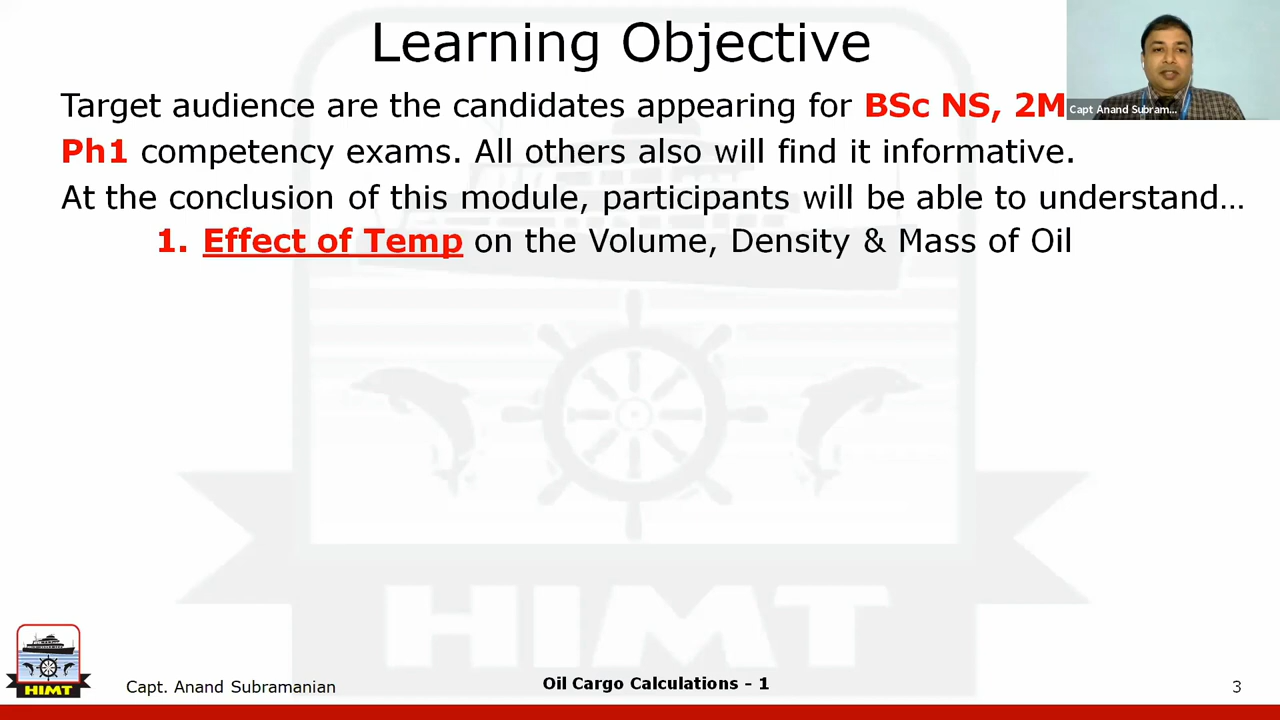 Learning Objective
Target audience are the candidates appearing for BSc NS, 2M
Capt Anand Subram...
Ph1 competency exams. All others also will find it informative.
At the conclusion of this module, participants will be able to understand…
1. Effect of Temp on the Volume, Density & Mass of Oil
HIMT
HIMT
Capt. Anand Subramanian
Oil Cargo Calculations - 1
3